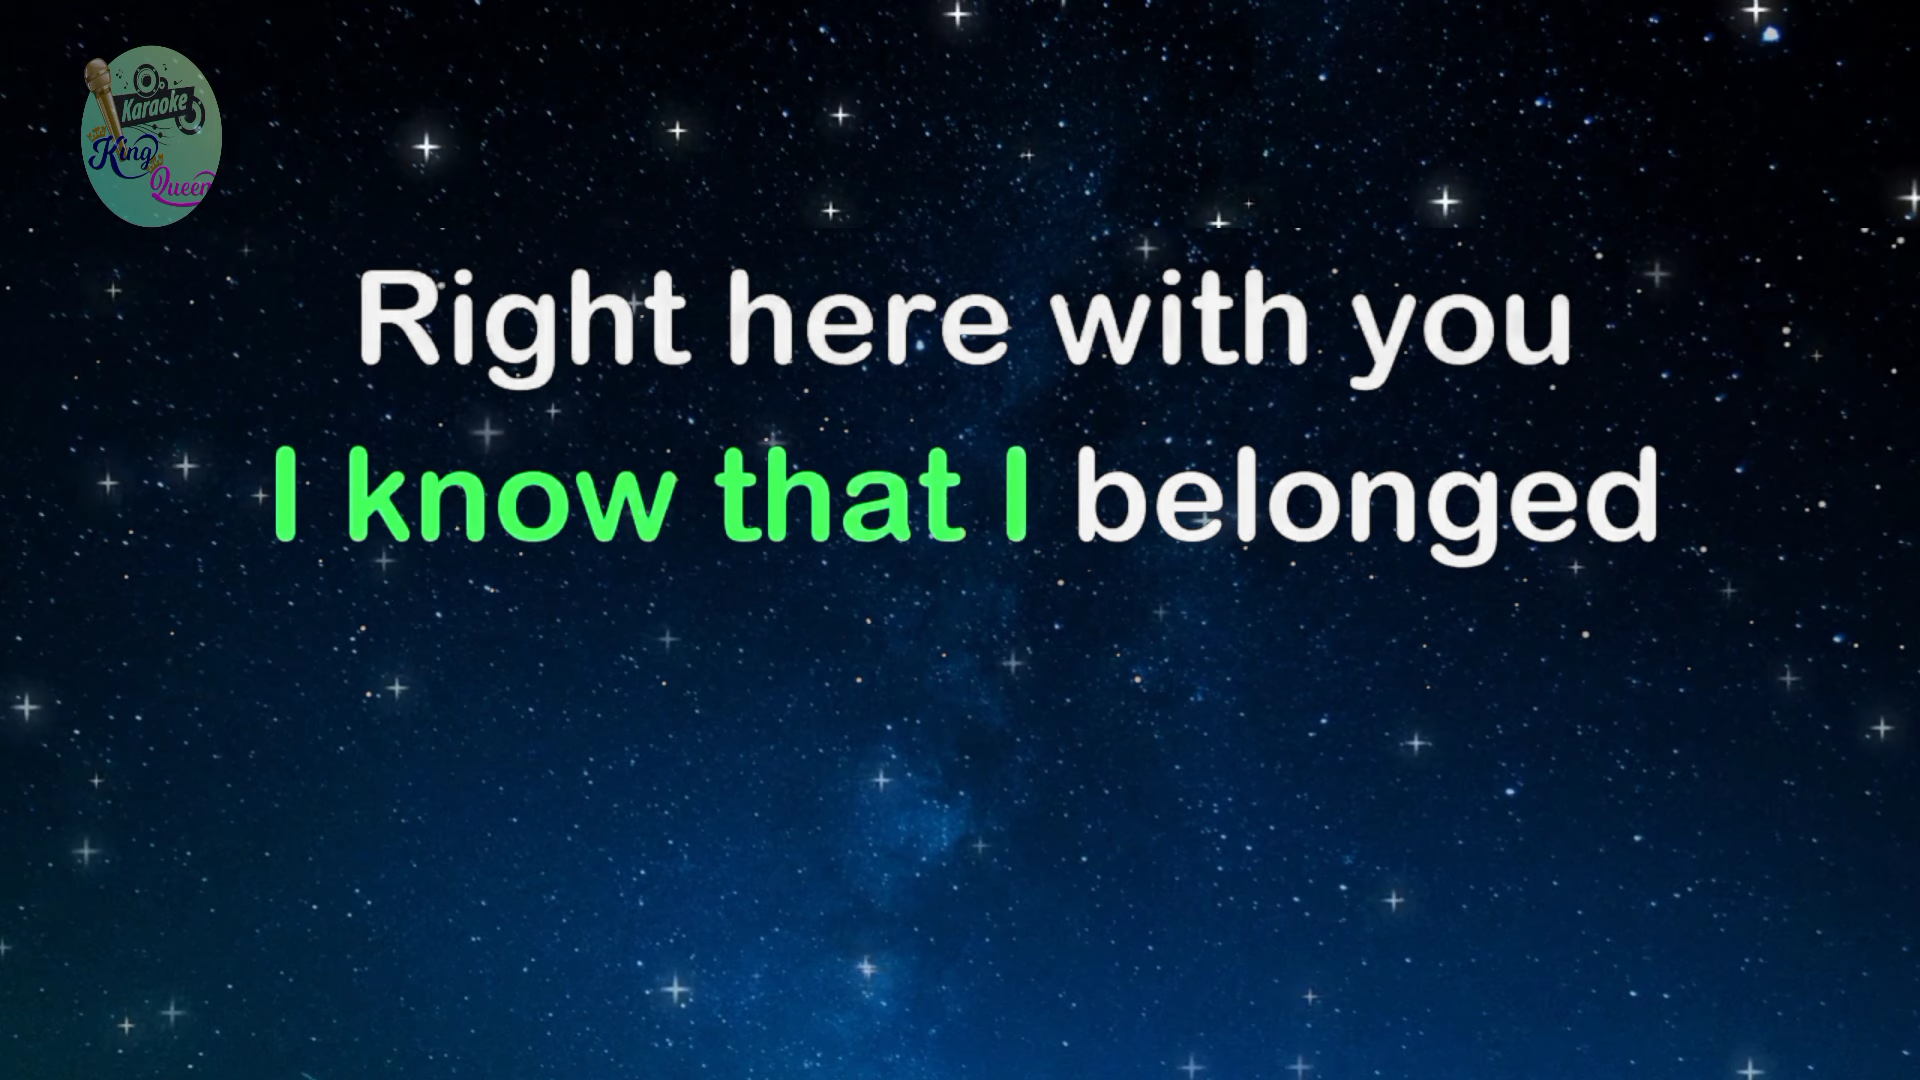 Karaoke
King
Queen
Right here with you
I know that I belonged